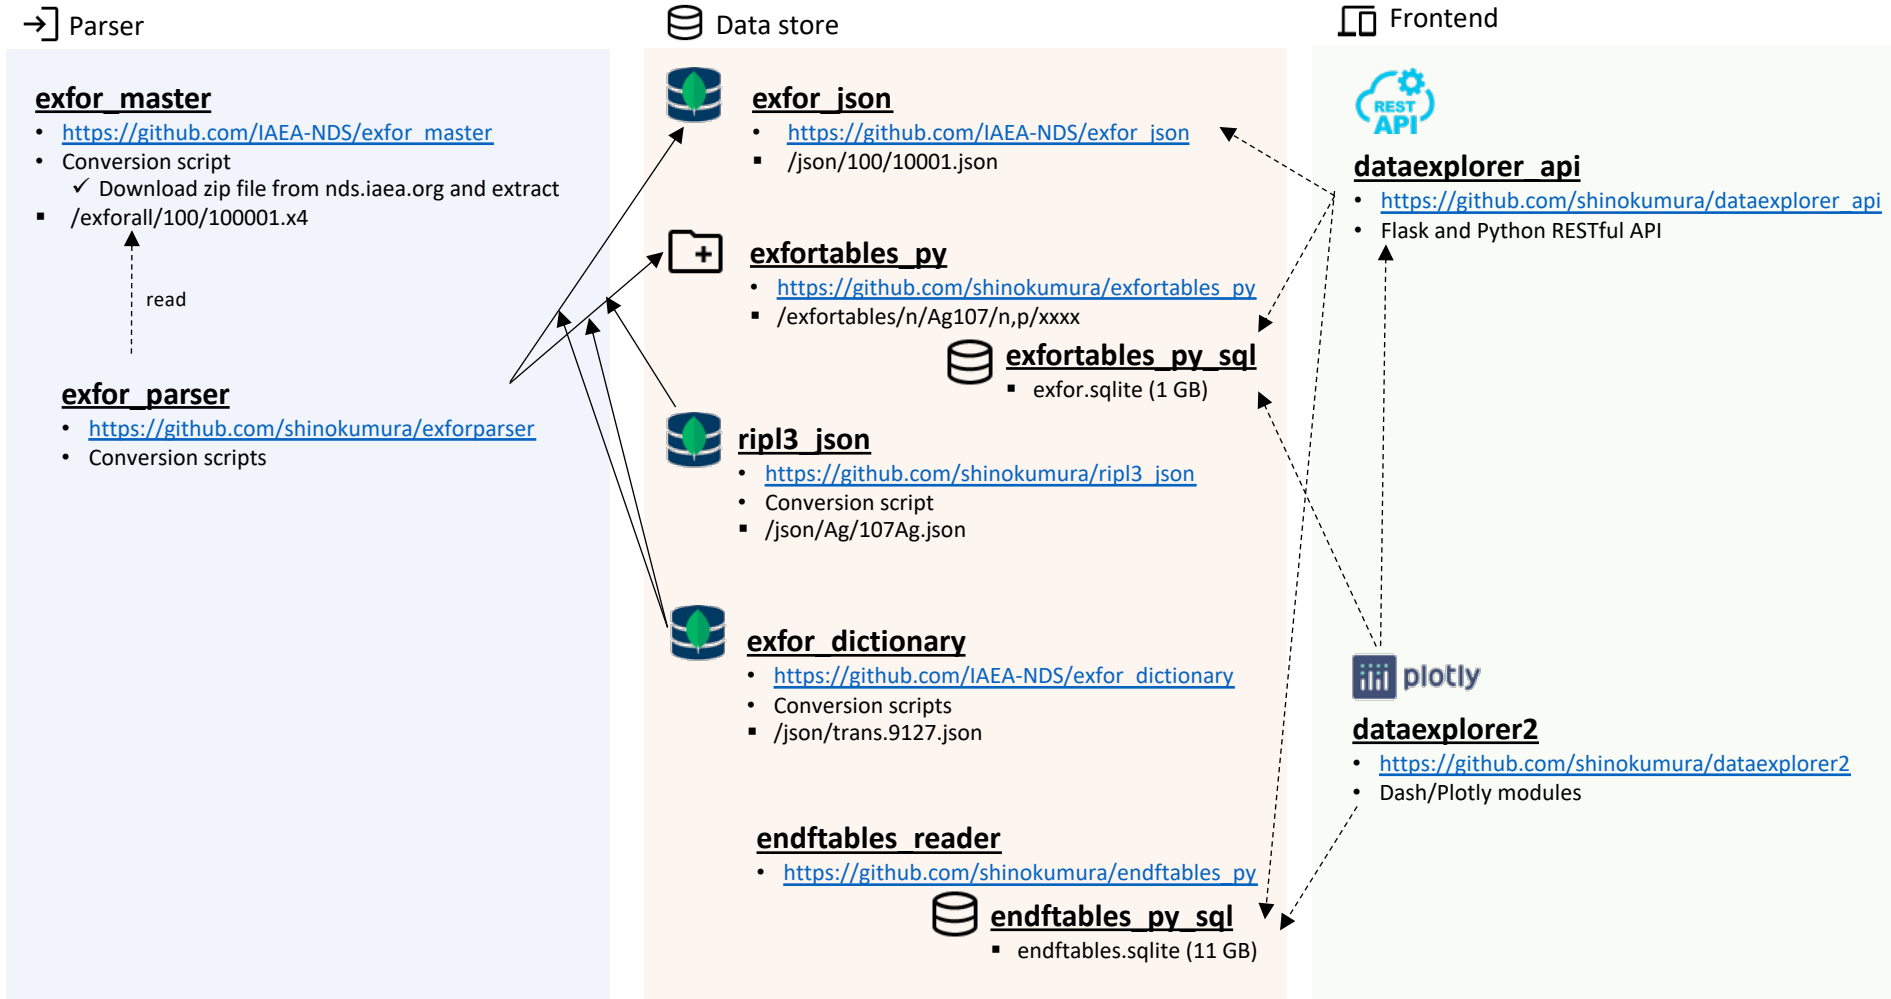 Parser
exfor_master
• https://github.com/IAEA-NDS/exfor_master
• Conversion script
✓ Download zip file from nds.iaea.org and extract
▪ /exforall/100/100001.x4
read
exfor_parser
• https://github.com/shinokumura/exforparser
• Conversion scripts
Data store
exfor_json
• https://github.com/IAEA-NDS/exfor_json
▪ /json/100/10001.json
exfortables_py
• https://github.com/shinokumura/exfortables_py
▪ /exfortables/n/Ag107/n,p/xxxx
exfortables_py_sql
▪ exfor.sqlite (1 GB)
ripl3_json
• https://github.com/shinokumura/ripl3_json
• Conversion script
▪ /json/Ag/107Ag.json
exfor_dictionary
• https://github.com/IAEA-NDS/exfor_dictionary
• Conversion scripts
▪ /json/trans.9127.json
endftables_reader
• https://github.com/shinokumura/endftables_py
endftables_py_sql
▪ endftables.sqlite (11 GB)
Frontend
REST
API
dataexplorer_api
• https://github.com/shinokumura/dataexplorer_api
• Flask and Python RESTful API
plotly
dataexplorer2
• https://github.com/shinokumura/dataexplorer2
• Dash/Plotly modules